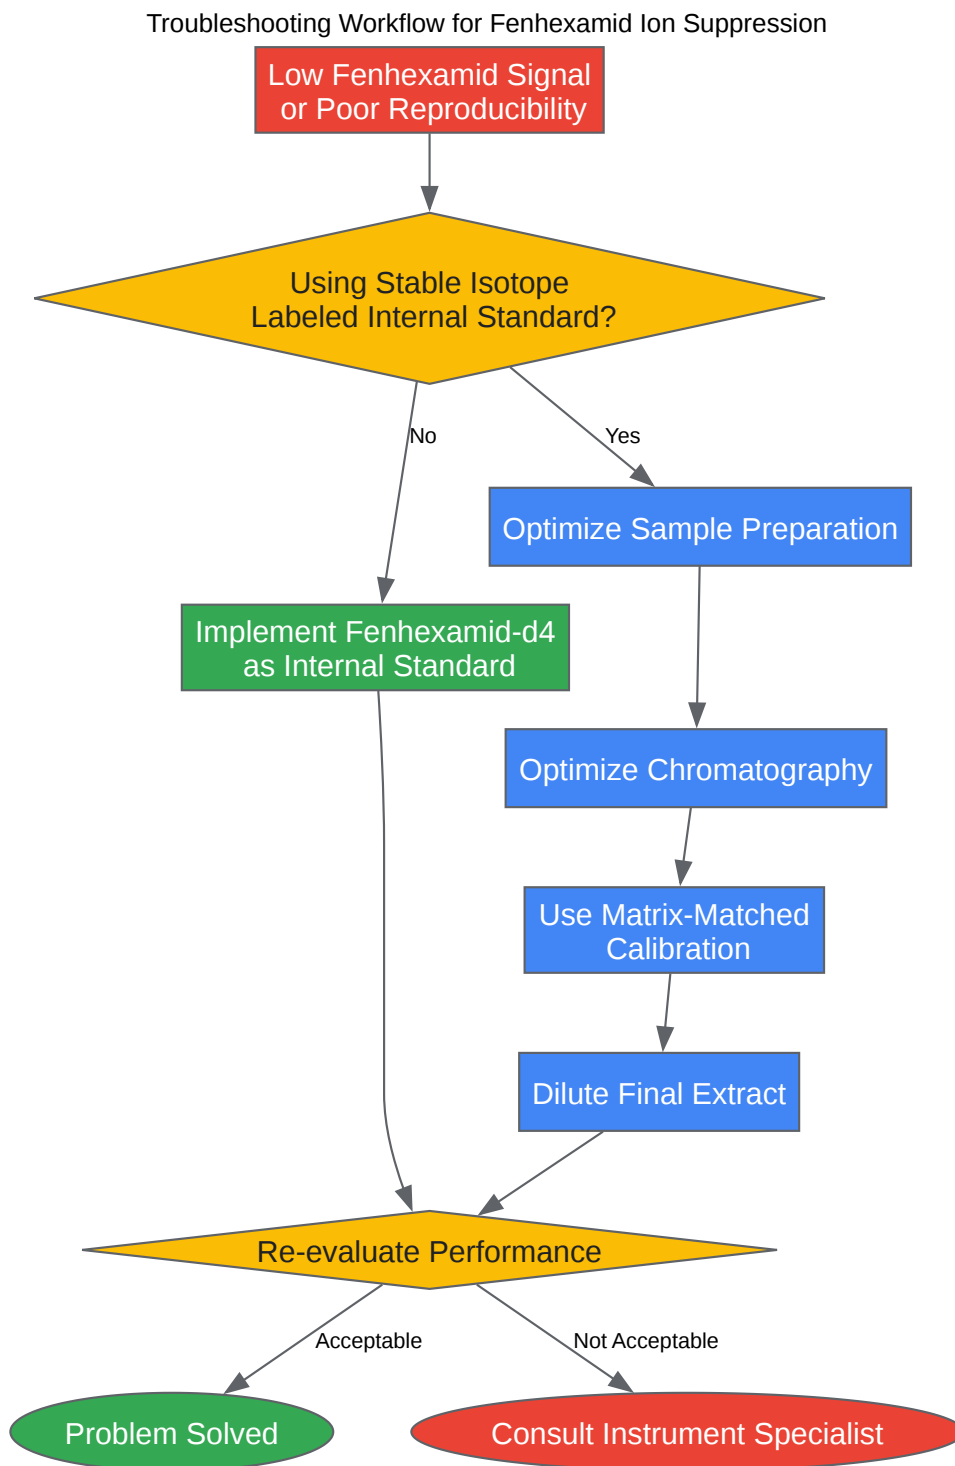 Troubleshooting Workflow for Fenhexamid Ion Suppression
Low Fenhexamid Signal
or Poor Reproducibility
Using Stable Isotope
Labeled Internal Standard?
No
Yes
Optimize Sample Preparation
Implement Fenhexamid-d4
as Internal Standard
Optimize Chromatography
Use Matrix-Matched
Calibration
Dilute Final Extract
Re-evaluate Performance
Acceptable
Not Acceptable
Problem Solved
Consult Instrument Specialist